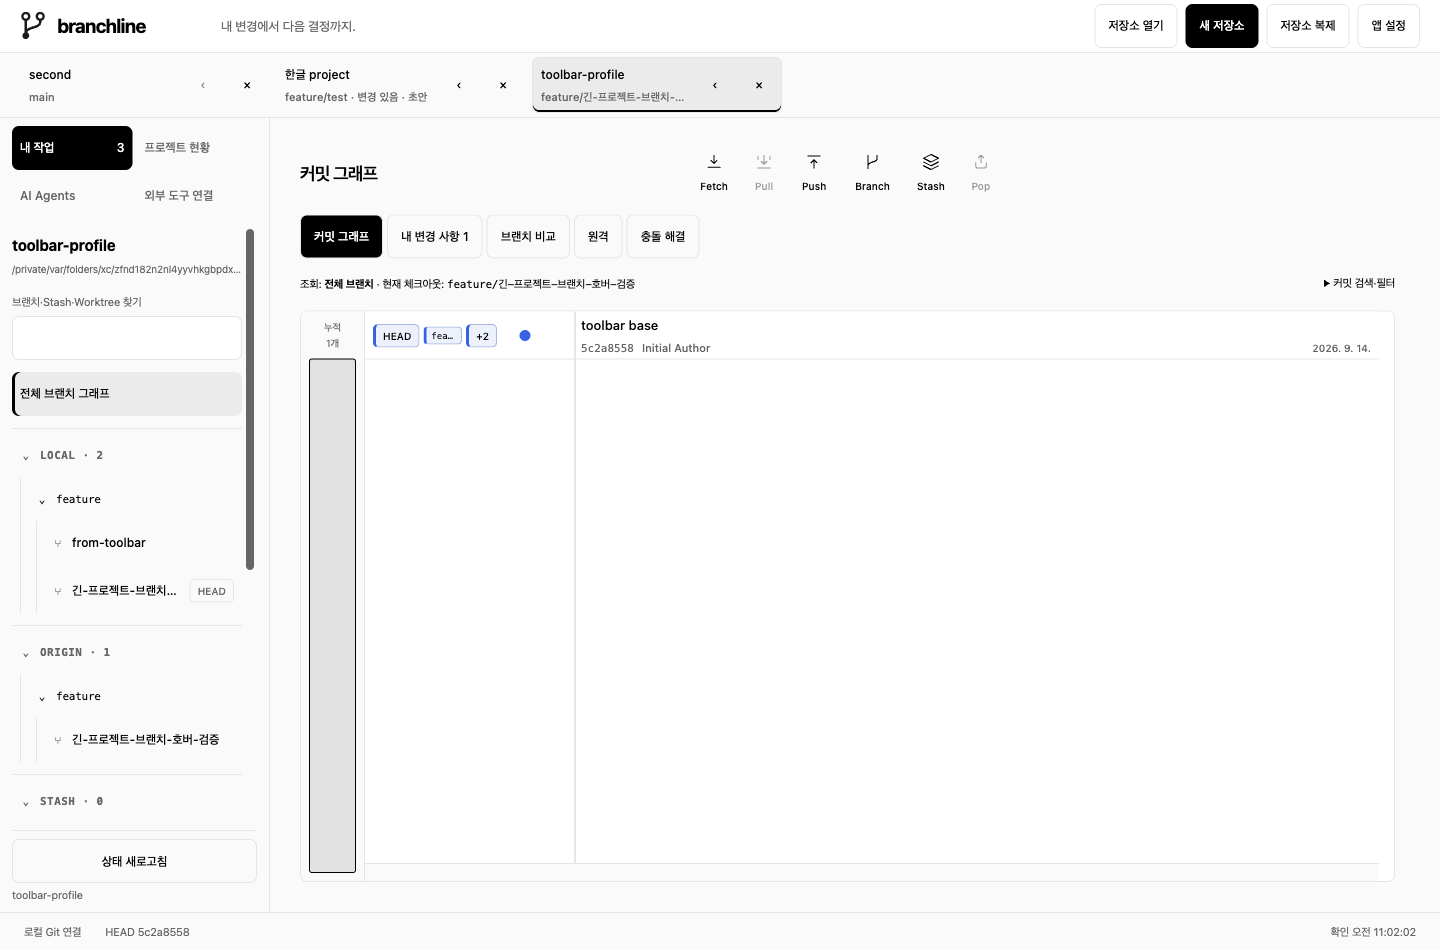 branchline
내 변경에서 다음 결정까지.
저장소 열기
새 저장소
저장소 복제
앱 설정
second
main
한글 project
feature/test · 변경 있음 · 초안
toolbar-profile
feature/긴-프로젝트-브랜치-...
내 작업 3
프로젝트 현황
AI Agents
외부 도구 연결
toolbar-profile
/private/var/folders/xc/zfnd182n2nl4yyvhkgbpdx...
브랜치·Stash·Worktree 찾기
전체 브랜치 그래프
LOCAL · 2
feature
from-toolbar
긴-프로젝트-브랜치... HEAD
ORIGIN · 1
feature
긴-프로젝트-브랜치-호버-검증
STASH · 0
상태 새로고침
toolbar-profile
커밋 그래프
Fetch
Pull
Push
Branch
Stash
Pop
커밋 그래프
내 변경 사항 1
브랜치 비교
원격
충돌 해결
조회: 전체 브랜치 · 현재 체크아웃: feature/긴-프로젝트-브랜치-호버-검증
커밋 검색·필터
누적
1개
HEAD
fea…
+2
toolbar base
5c2a8558 Initial Author
2026. 9. 14.
로컬 Git 연결
HEAD 5c2a8558
확인 오전 11:02:02